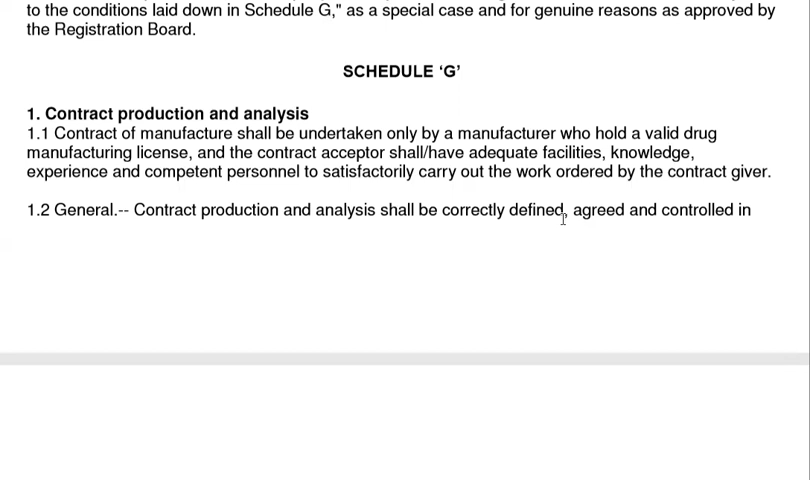 to the conditions laid down in Schedule G," as a special case and for genuine reasons as approved by
the Registration Board.
SCHEDULE ‘G’
1. Contract production and analysis
1.1 Contract of manufacture shall be undertaken only by a manufacturer who hold a valid drug
manufacturing license, and the contract acceptor shall/have adequate facilities, knowledge,
experience and competent personnel to satisfactorily carry out the work ordered by the contract giver.
1.2 General.-- Contract production and analysis shall be correctly defined, agreed and controlled in